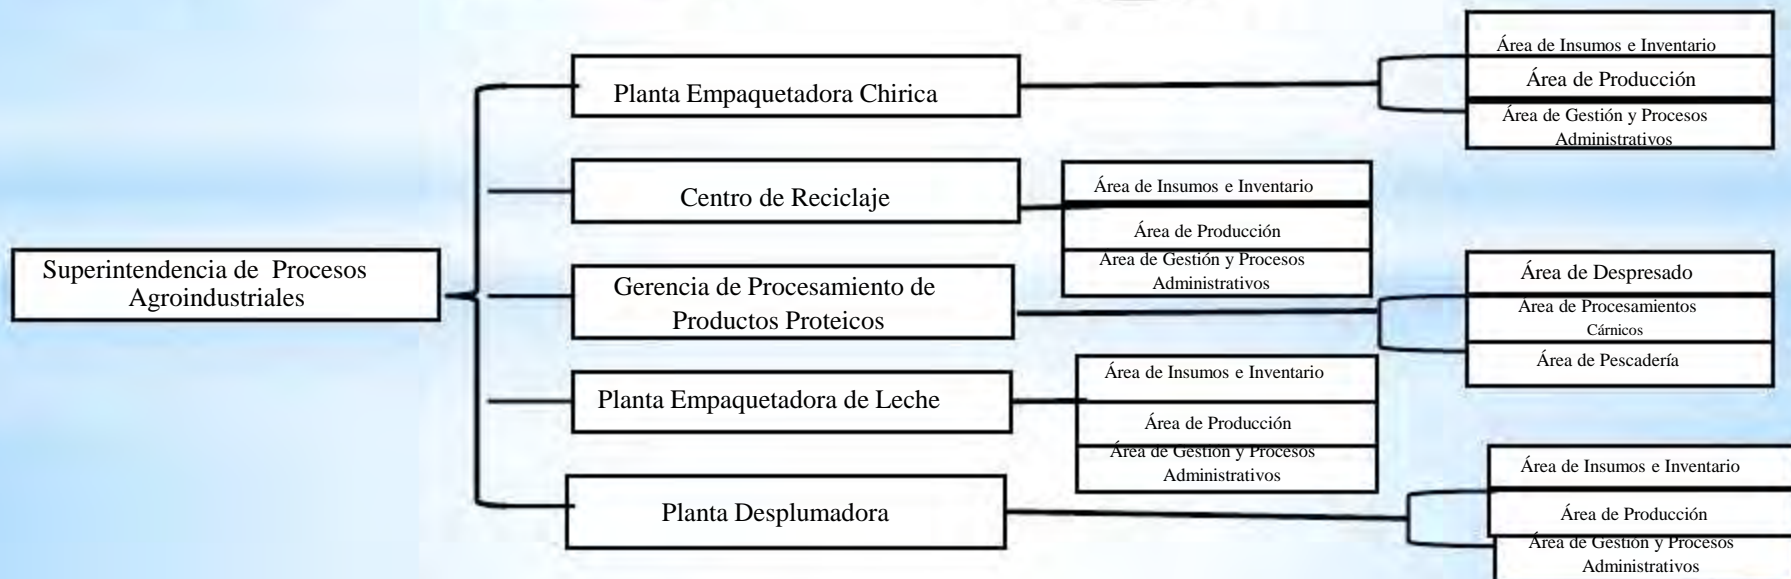 Superintendencia de Procesos
Agroindustriales
Planta Empaquetadora Chirica
Área de Insumos e Inventario
Área de Producción
Área de Gestión y Procesos
Administrativos
Centro de Reciclaje
Área de Insumos e Inventario
Área de Producción
Area de Gestión y Procesos
Administrativos
Gerencia de Procesamiento de
Productos Proteicos
Área de Despresado
Area de Procesamientos
Cárnicos
Área de Pescadería
Planta Empaquetadora de Leche
Área de Insumos e Inventario
Área de Producción
Área de Gestión y Procesos
Administrativos
Planta Desplumadora
Área de Insumos e Inventario
Área de Producción
Área de Gestión y Procesos
Administrativos